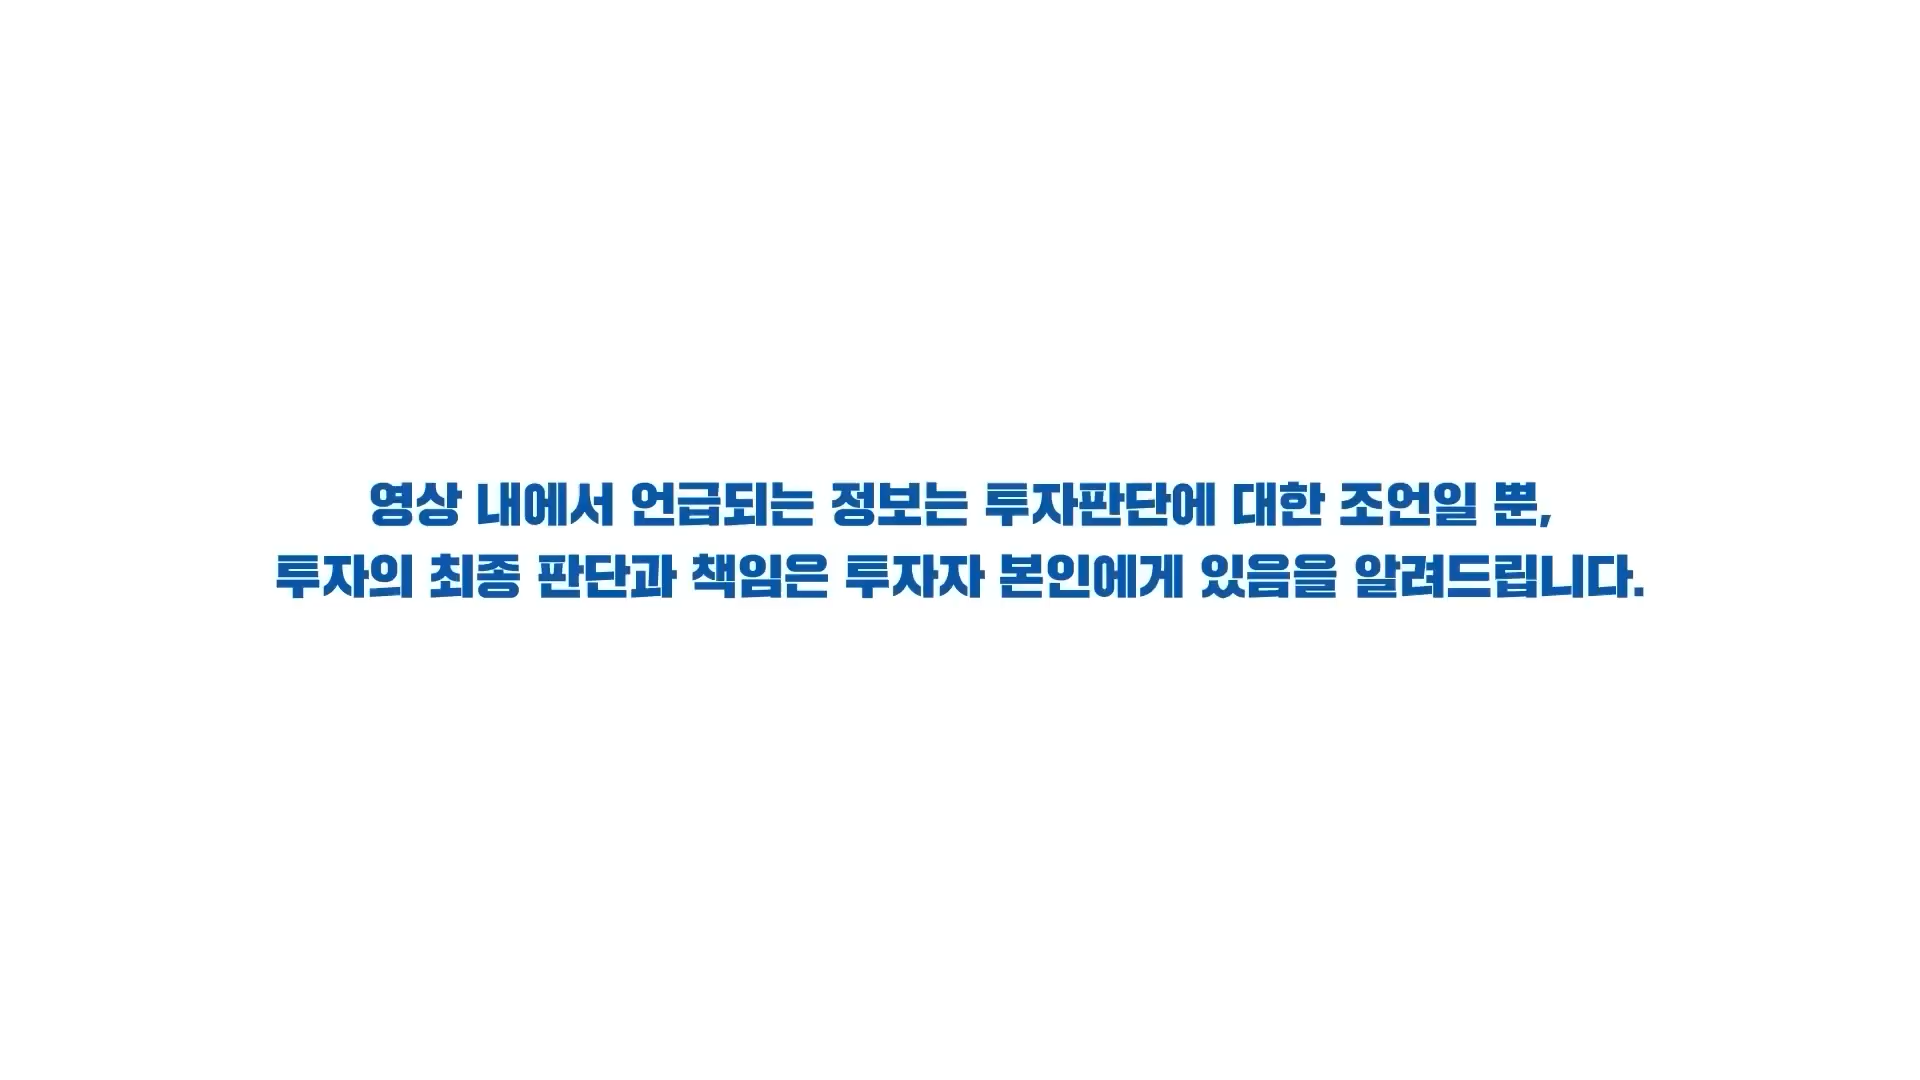 영상 내에서 언급되는 정보는 투자판단에 대한 조언일 뿐,
투자의 최종 판단과 책임은 투자자 본인에게 있음을 알려드립니다.